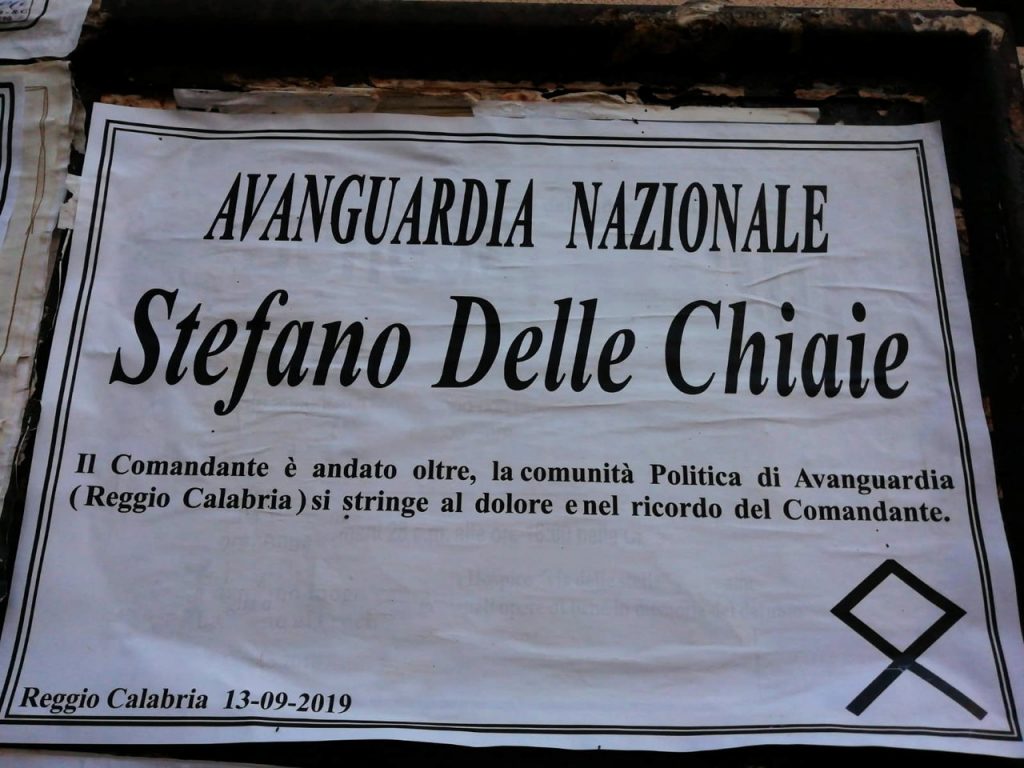 AVANGUARDIA NAZIONALE
Stefano Delle Chiaie
Il Comandante è andato oltre, la comunità Politica di Avanguardia
(Reggio Calabria) si stringe al dolore e nel ricordo del Comandante.
Reggio Calabria 13-09-2019